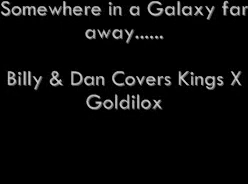 Somewhere in a Galaxy far
away......
Billy & Dan Covers Kings X
Goldilox